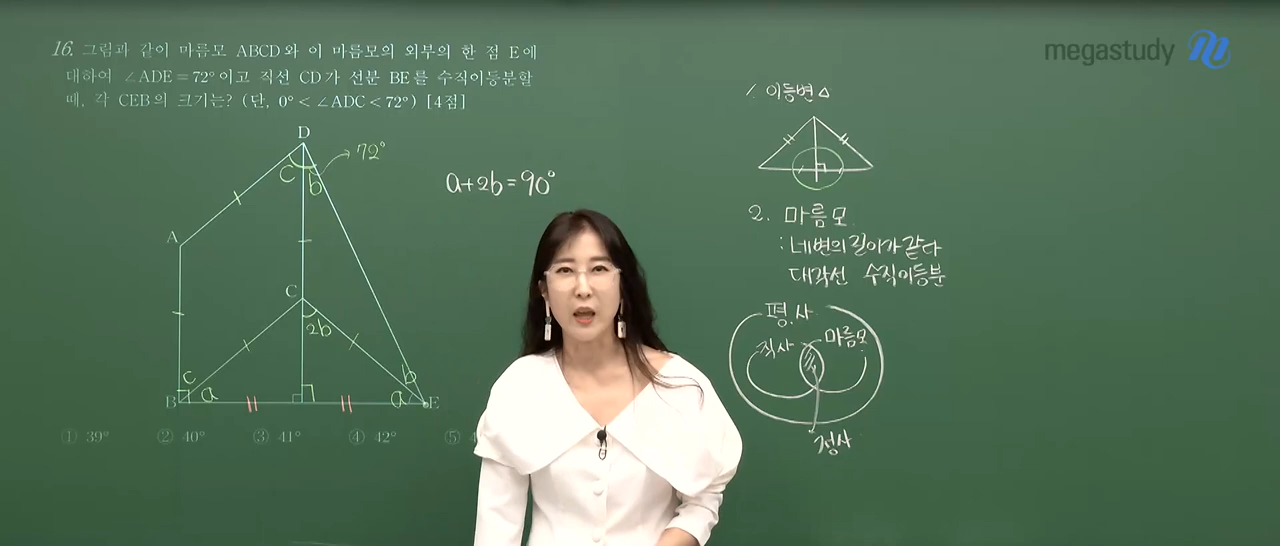 megastudy
16. 그림과 같이 마름모 ABCD와 이 마름모의 외부의 한 점 E에
대하여 ∠ADE=72°이고 직선 CD가 선분 BE를 수직이등분할
때, 각 CEB의 크기는? (단, 0°<∠ADC<72°) [4점]
D
72°
C
b
A
C
2b
C
a
b
a
B
E
① 39°
② 40°
③ 41°
④ 42°
⑤ 4
a+2b=90°
1. 이등변△
2. 마름모
: 네변의 길이가 같다
대각선 수직이등분
평사
직사
마름모
정사